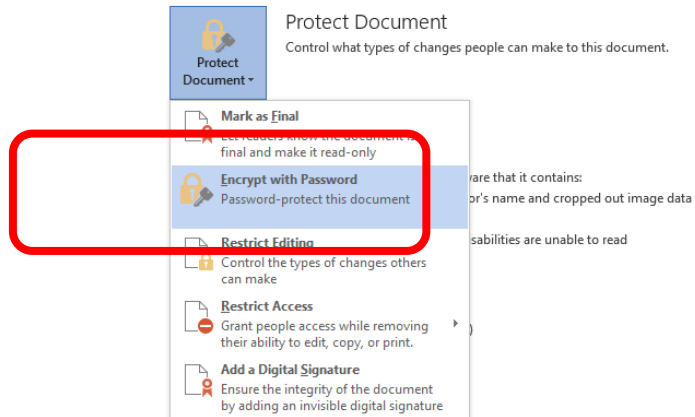 Protect Document
Control what types of changes people can make to this document.
Protect
Document
Mark as Final
Let readers know the document is
final and make it read-only
Encrypt with Password
Password-protect this document
Restrict Editing
Control the types of changes others
can make
Restrict Access
Grant people access while removing
their ability to edit, copy, or print.
Add a Digital Signature
Ensure the integrity of the document
by adding an invisible digital signature
are that it contains:
or's name and cropped out image data
sabilities are unable to read
)